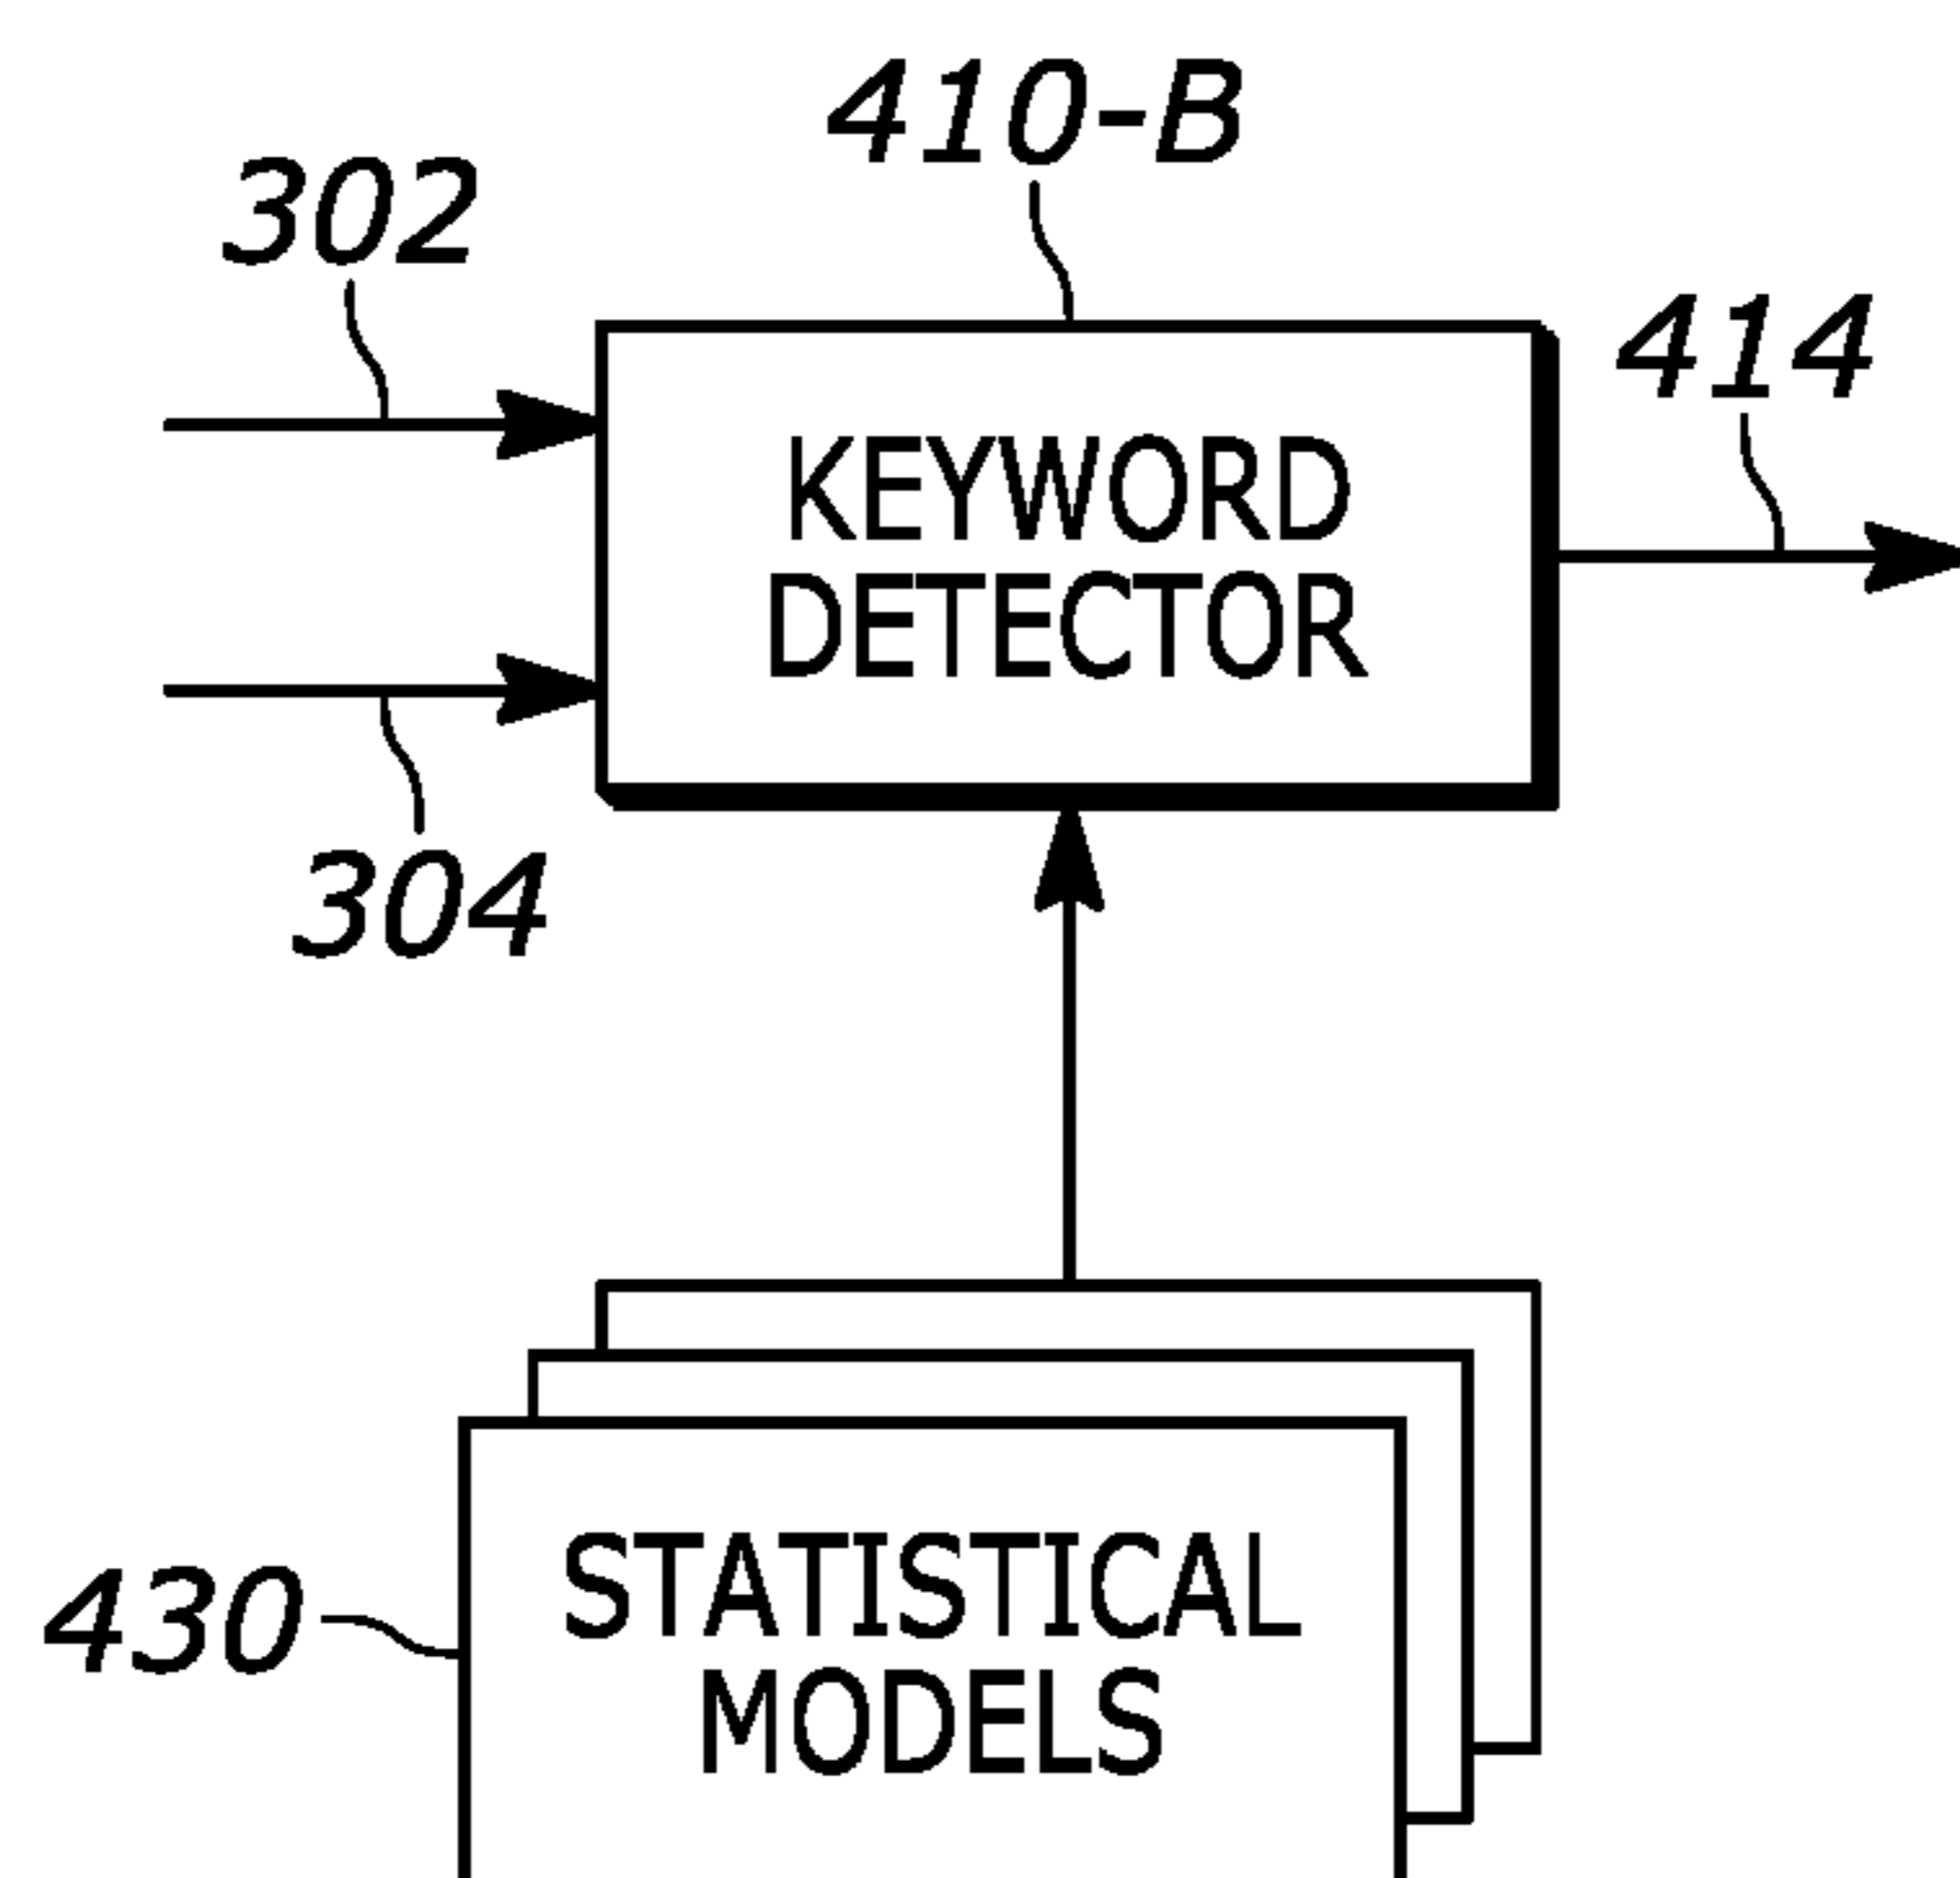 410-B
302
414
KEYWORD
DETECTOR
304
430
STATISTICAL
MODELS